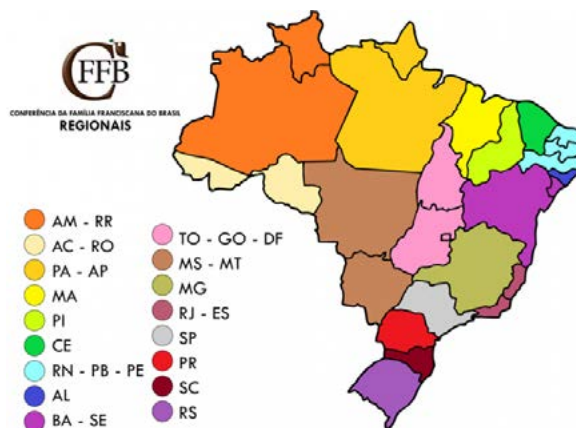 CFFB
CONFERÊNCIA DA FAMÍLIA FRANCISCANA DO BRASIL
REGIONAIS
AM - RR
AC - RO
PA - AP
MA
PI
CE
RN - PB - PE
AL
BA - SE
TO - GO - DF
MS - MT
MG
RJ - ES
SP
PR
SC
RS